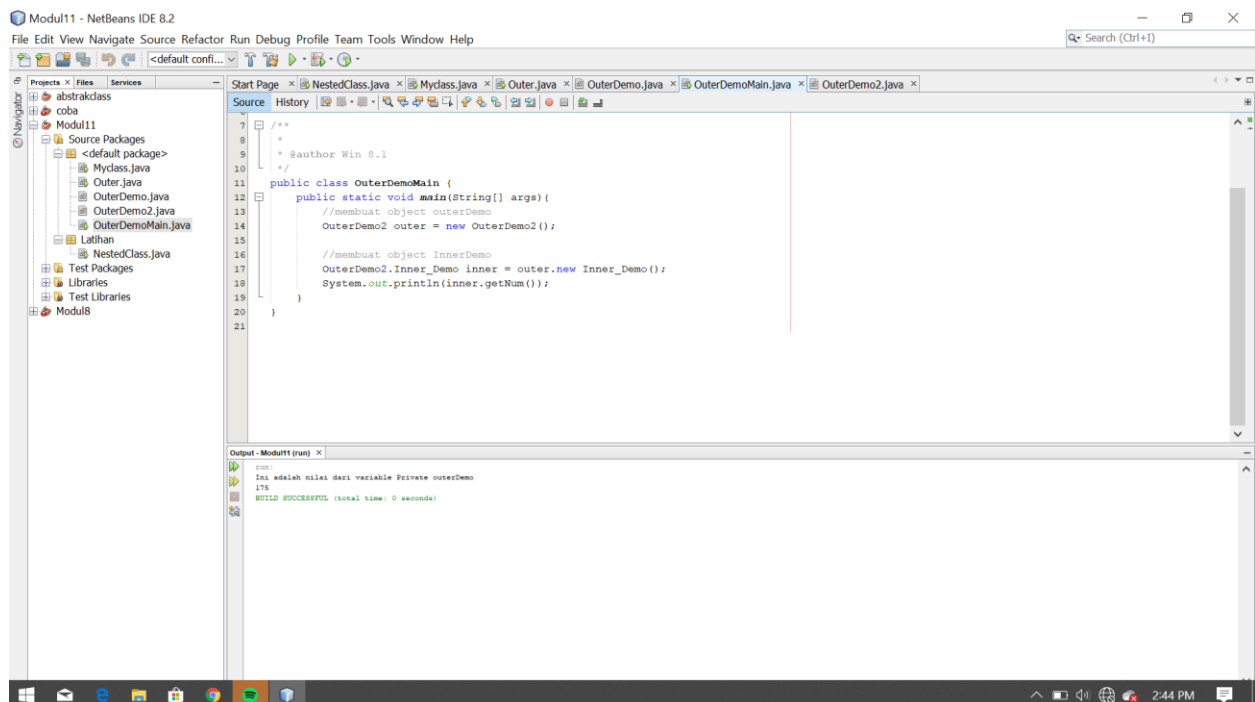 Modul11 - NetBeans IDE 8.2
File Edit View Navigate Source Refactor Run Debug Profile Team Tools Window Help
Search (Ctrl+I)
<default confi...
Projects Files Services
Start Page NestedClass.java Myclass.java Outer.java OuterDemo.java OuterDemoMain.java OuterDemo2.java
Navigator
Source History
abstrakclass
coba
Modul11
Source Packages
<default package>
Myclass.java
Outer.java
OuterDemo.java
OuterDemo2.java
OuterDemoMain.java
Latihan
NestedClass.java
Test Packages
Libraries
Test Libraries
Modul8
7 /**
8 *
9 * @author Win 8.1
10 */
11 public class OuterDemoMain {
12 public static void main(String[] args){
13 //membuat object outerDemo
14 OuterDemo2 outer = new OuterDemo2();
15
16 //membuat object InnerDemo
17 OuterDemo2.Inner_Demo inner = outer.new Inner_Demo();
18 System.out.println(inner.getNum());
19 }
20 }
21
Output - Modul11 (run)
run:
Ini adalah nilai dari variable Private outerDemo
175
BUILD SUCCESSFUL (total time: 0 seconds)
2:44 PM